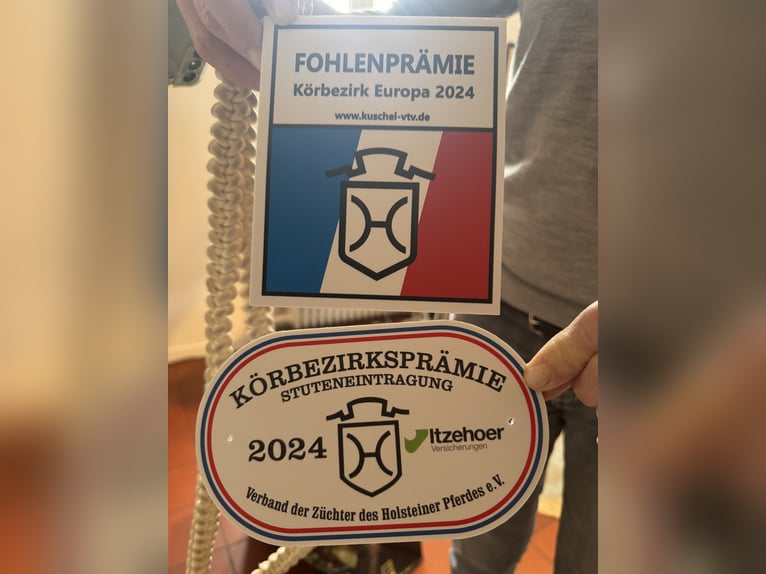 FOHLENPRÄMIE
Körbezirk Europa 2024
www.kuschel-vtv.de
KÖRBEZIRKSPRÄMIE
STUTENEINTRAGUNG
2024
Itzehoer
Versicherungen
Verband der Züchter des Holsteiner Pferdes e.V.